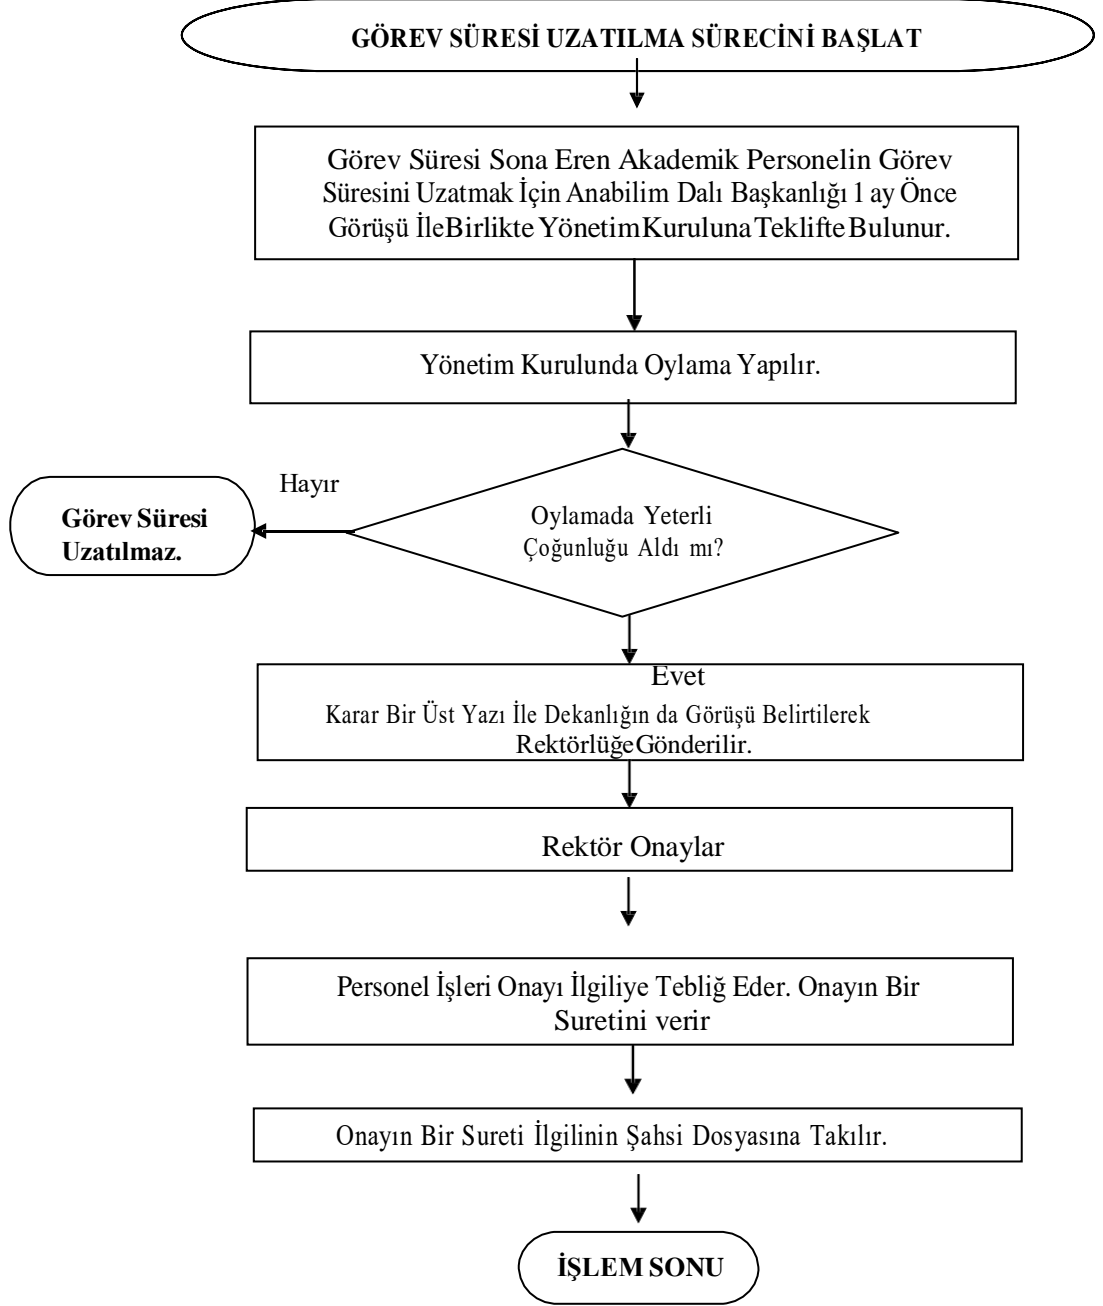 GÖREV SÜRESİ UZATILMA SÜRECİNİ BAŞLAT
Görev Süresi Sona Eren Akademik Personelin Görev
Süresini Uzatmak İçin Anabilim Dalı Başkanlığı 1 ay Önce
Görüşü İle Birlikte Yönetim Kuruluna Teklifte Bulunur.
Yönetim Kurulunda Oylama Yapılır.
Hayır
Görev Süresi
Uzatılmaz.
Oylamada Yeterli
Çoğunluğu Aldı mı?
Evet
Karar Bir Üst Yazı İle Dekanlığın da Görüşü Belirtilerek
Rektörlüğe Gönderilir.
Rektör Onaylar
Personel İşleri Onayı İlgiliye Tebliğ Eder. Onayın Bir
Suretini verir
Onayın Bir Sureti İlgilinin Şahsi Dosyasına Takılır.
İŞLEM SONU